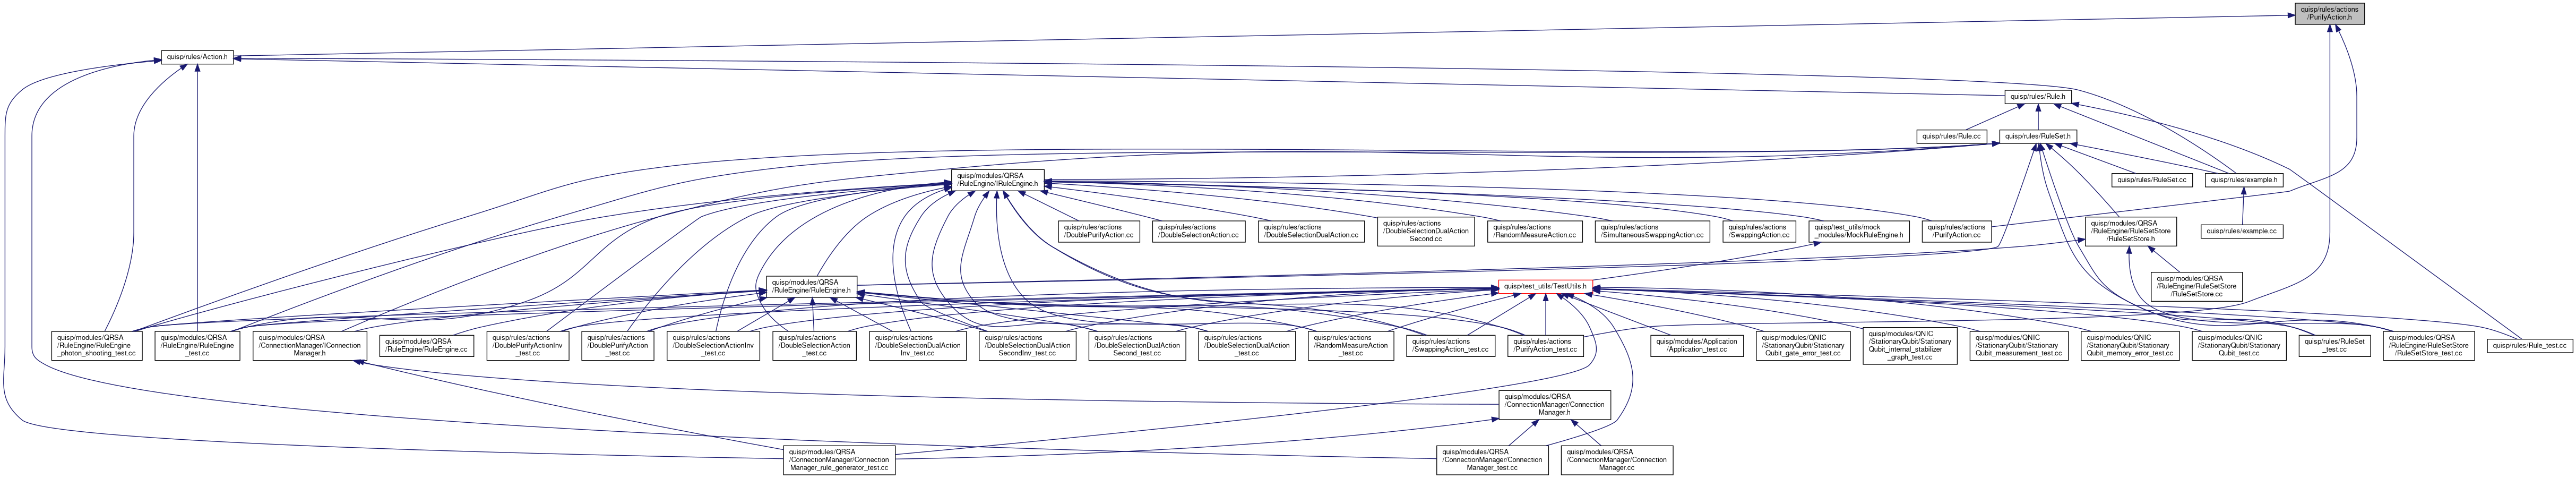 quisp/rules/actions
/PurifyAction.h
quisp/rules/Action.h
quisp/rules/Rule.h
quisp/rules/Rule.cc
quisp/rules/RuleSet.h
quisp/modules/QRSA
/RuleEngine/IRuleEngine.h
quisp/rules/RuleSet.cc
quisp/rules/example.h
quisp/rules/actions
/DoublePurifyAction.cc
quisp/rules/actions
/DoubleSelectionAction.cc
quisp/rules/actions
/DoubleSelectionDualAction.cc
quisp/rules/actions
/DoubleSelectionDualAction
Second.cc
quisp/rules/actions
/RandomMeasureAction.cc
quisp/rules/actions
/SimultaneousSwappingAction.cc
quisp/rules/actions
/SwappingAction.cc
quisp/test_utils/mock
_modules/MockRuleEngine.h
quisp/rules/actions
/PurifyAction.cc
quisp/modules/QRSA
/RuleEngine/RuleSetStore
/RuleSetStore.h
quisp/rules/example.cc
quisp/modules/QRSA
/RuleEngine/RuleEngine.h
quisp/test_utils/TestUtils.h
quisp/modules/QRSA
/RuleEngine/RuleSetStore
/RuleSetStore.cc
quisp/modules/QRSA
/RuleEngine/RuleEngine
_photon_shooting_test.cc
quisp/modules/QRSA
/RuleEngine/RuleEngine
_test.cc
quisp/modules/QRSA
/ConnectionManager/IConnection
Manager.h
quisp/modules/QRSA
/RuleEngine/RuleEngine.cc
quisp/rules/actions
/DoublePurifyActionInv
_test.cc
quisp/rules/actions
/DoublePurifyAction
_test.cc
quisp/rules/actions
/DoubleSelectionActionInv
_test.cc
quisp/rules/actions
/DoubleSelectionAction
_test.cc
quisp/rules/actions
/DoubleSelectionDualAction
Inv_test.cc
quisp/rules/actions
/DoubleSelectionDualAction
SecondInv_test.cc
quisp/rules/actions
/DoubleSelectionDualAction
Second_test.cc
quisp/rules/actions
/DoubleSelectionDualAction
_test.cc
quisp/rules/actions
/RandomMeasureAction
_test.cc
quisp/rules/actions
/SwappingAction_test.cc
quisp/rules/actions
/PurifyAction_test.cc
quisp/modules/Application
/Application_test.cc
quisp/modules/QNIC
/StationaryQubit/Stationary
Qubit_gate_error_test.cc
quisp/modules/QNIC
/StationaryQubit/Stationary
Qubit_internal_stabilizer
_graph_test.cc
quisp/modules/QNIC
/StationaryQubit/Stationary
Qubit_measurement_test.cc
quisp/modules/QNIC
/StationaryQubit/Stationary
Qubit_memory_error_test.cc
quisp/modules/QNIC
/StationaryQubit/Stationary
Qubit_test.cc
quisp/rules/RuleSet
_test.cc
quisp/modules/QRSA
/RuleEngine/RuleSetStore
/RuleSetStore_test.cc
quisp/rules/Rule_test.cc
quisp/modules/QRSA
/ConnectionManager/Connection
Manager.h
quisp/modules/QRSA
/ConnectionManager/Connection
Manager_rule_generator_test.cc
quisp/modules/QRSA
/ConnectionManager/Connection
Manager_test.cc
quisp/modules/QRSA
/ConnectionManager/Connection
Manager.cc